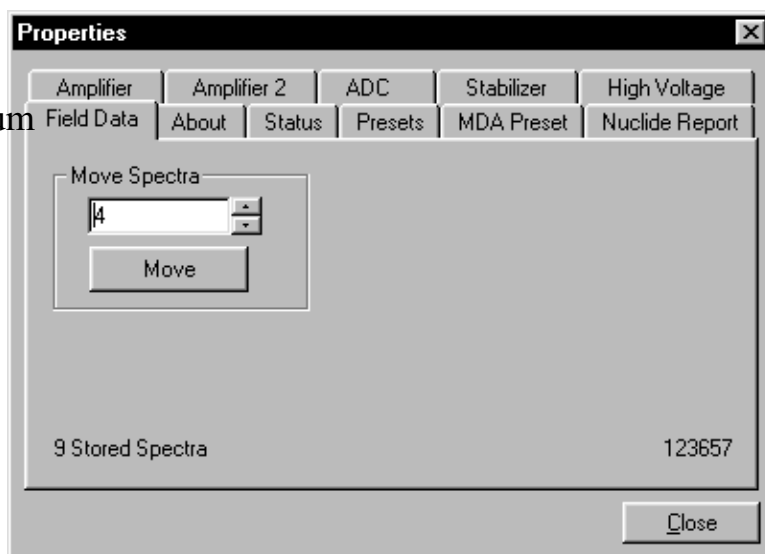 Properties
Amplifier Amplifier 2 ADC Stabilizer High Voltage
um Field Data About Status Presets MDA Preset Nuclide Report
Move Spectra
4
Move
9 Stored Spectra 123657
Close